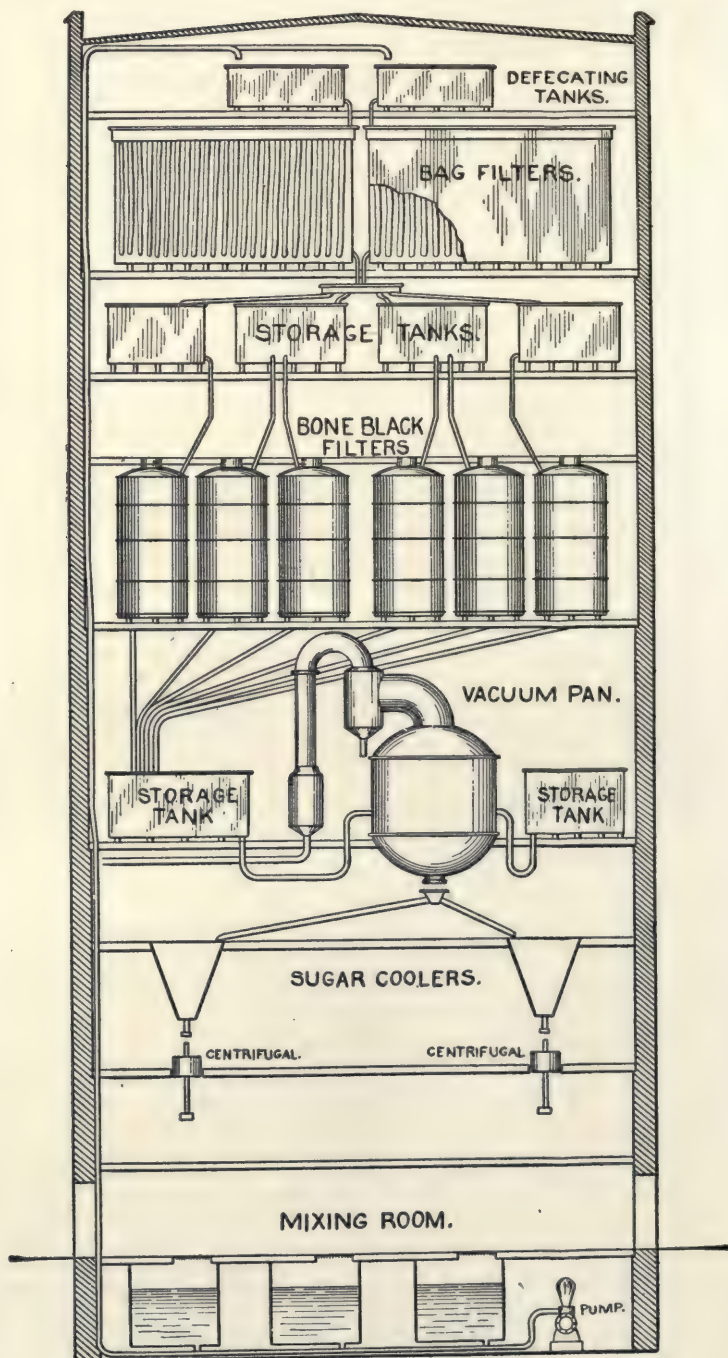 DEFECATING
TANKS.
BAG FILTERS.
STORAGE TANKS.
BONE BLACK
FILTERS
VACUUM PAN.
STORAGE
TANK
STORAGE
TANK
SUGAR COOLERS.
CENTRIFUGAL.
CENTRIFUGAL
MIXING ROOM.
PUMP.